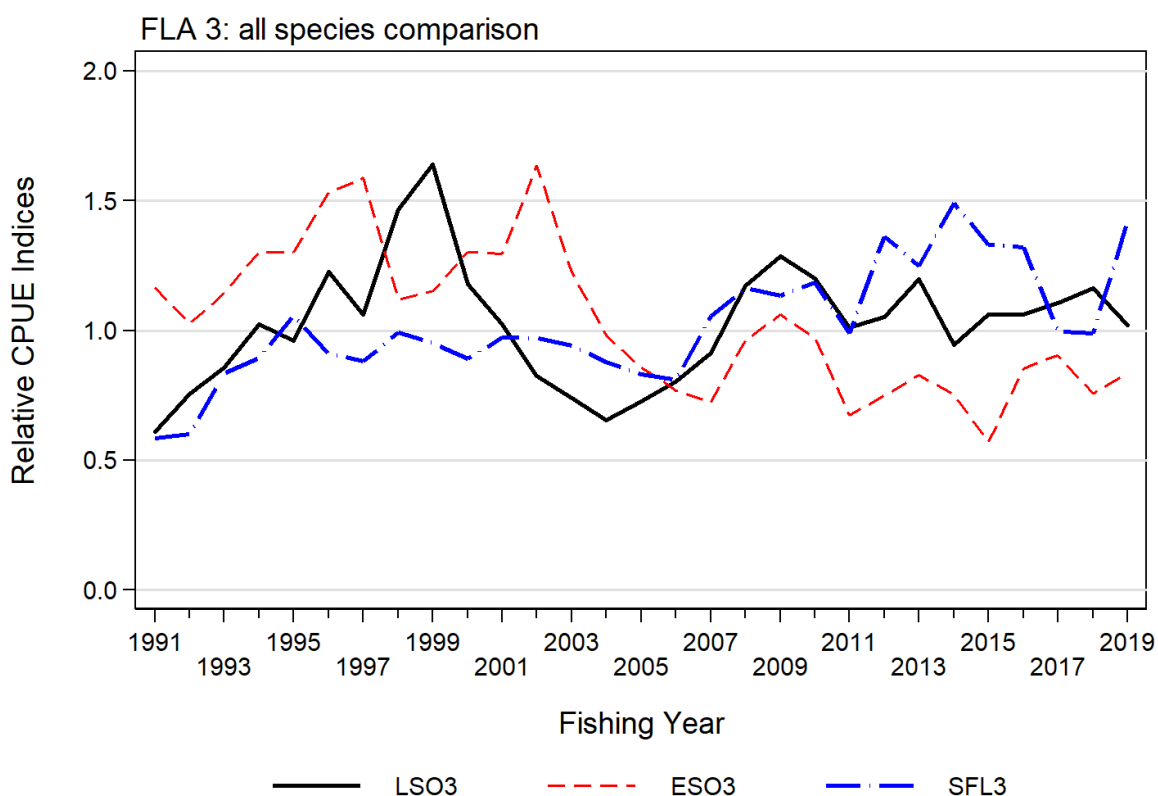 FLA 3: all species comparison
Relative CPUE Indices
2.0
1.5
1.0
0.5
0.0
1991 1995 1999 2003 2007 2011 2015 2019
1993 1997 2001 2005 2009 2013 2017
Fishing Year
LSO3 ESO3 SFL3